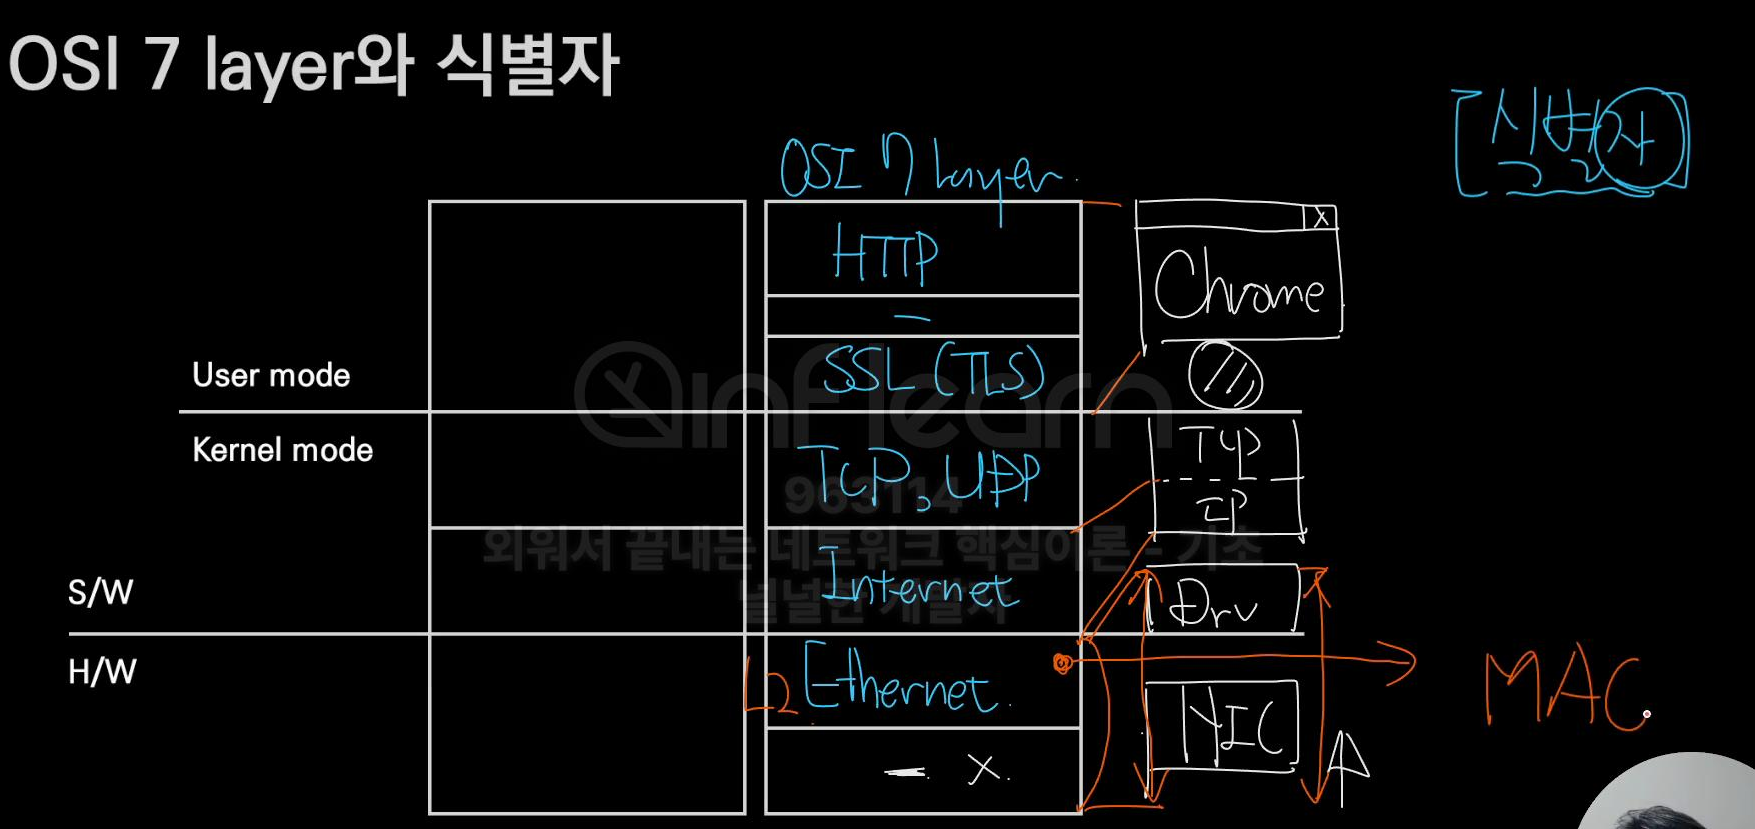 OSI 7 layer와 식별자
식별자
OSI 7 layer.
HTTP
X
Chrome
SSL (TLS)
User mode
Kernel mode
inflearn
TCP, UDP
TCP
IP
963114
외워서 끝내는 네트워크 핵심이론 - 기초
널널한 개발자
Internet
Drv
S/W
H/W
L2
Ethernet.
MAC
NIC
- X.